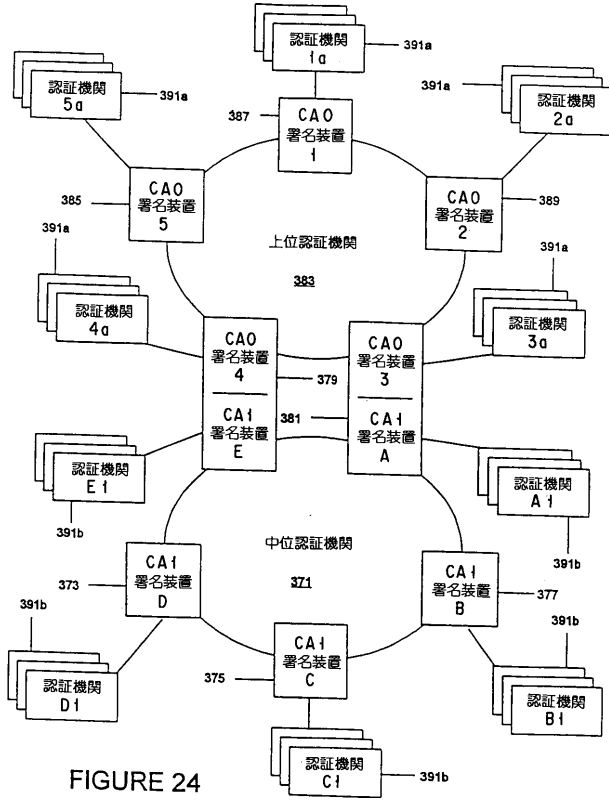 認証機関
1a
391a
認証機関
5a
391a
391a
認証機関
2a
387
CA0
署名装置
1
385
CA0
署名装置
5
CA0
署名装置
2
389
上位認証機関
383
391a
認証機関
4a
391a
認証機関
3a
CA0
署名装置
4
CA1
署名装置
E
379
381
CA0
署名装置
3
CA1
署名装置
A
認証機関
E1
391b
認証機関
A1
391b
中位認証機関
371
373
CA1
署名装置
D
CA1
署名装置
B
377
375
CA1
署名装置
C
391b
認証機関
D1
391b
認証機関
B1
認証機関
C1
391b
FIGURE 24